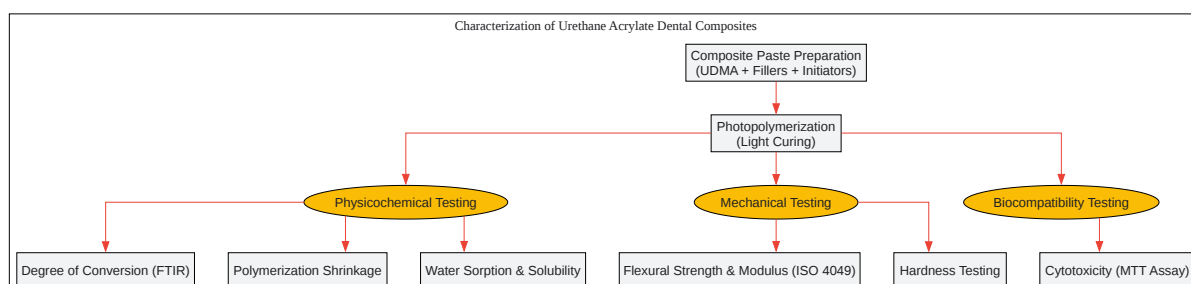 Characterization of Urethane Acrylate Dental Composites
Composite Paste Preparation
(UDMA + Fillers + Initiators)
Photopolymerization
(Light Curing)
Physicochemical Testing
Mechanical Testing
Biocompatibility Testing
Degree of Conversion (FTIR)
Polymerization Shrinkage
Water Sorption & Solubility
Flexural Strength & Modulus (ISO 4049)
Hardness Testing
Cytotoxicity (MTT Assay)